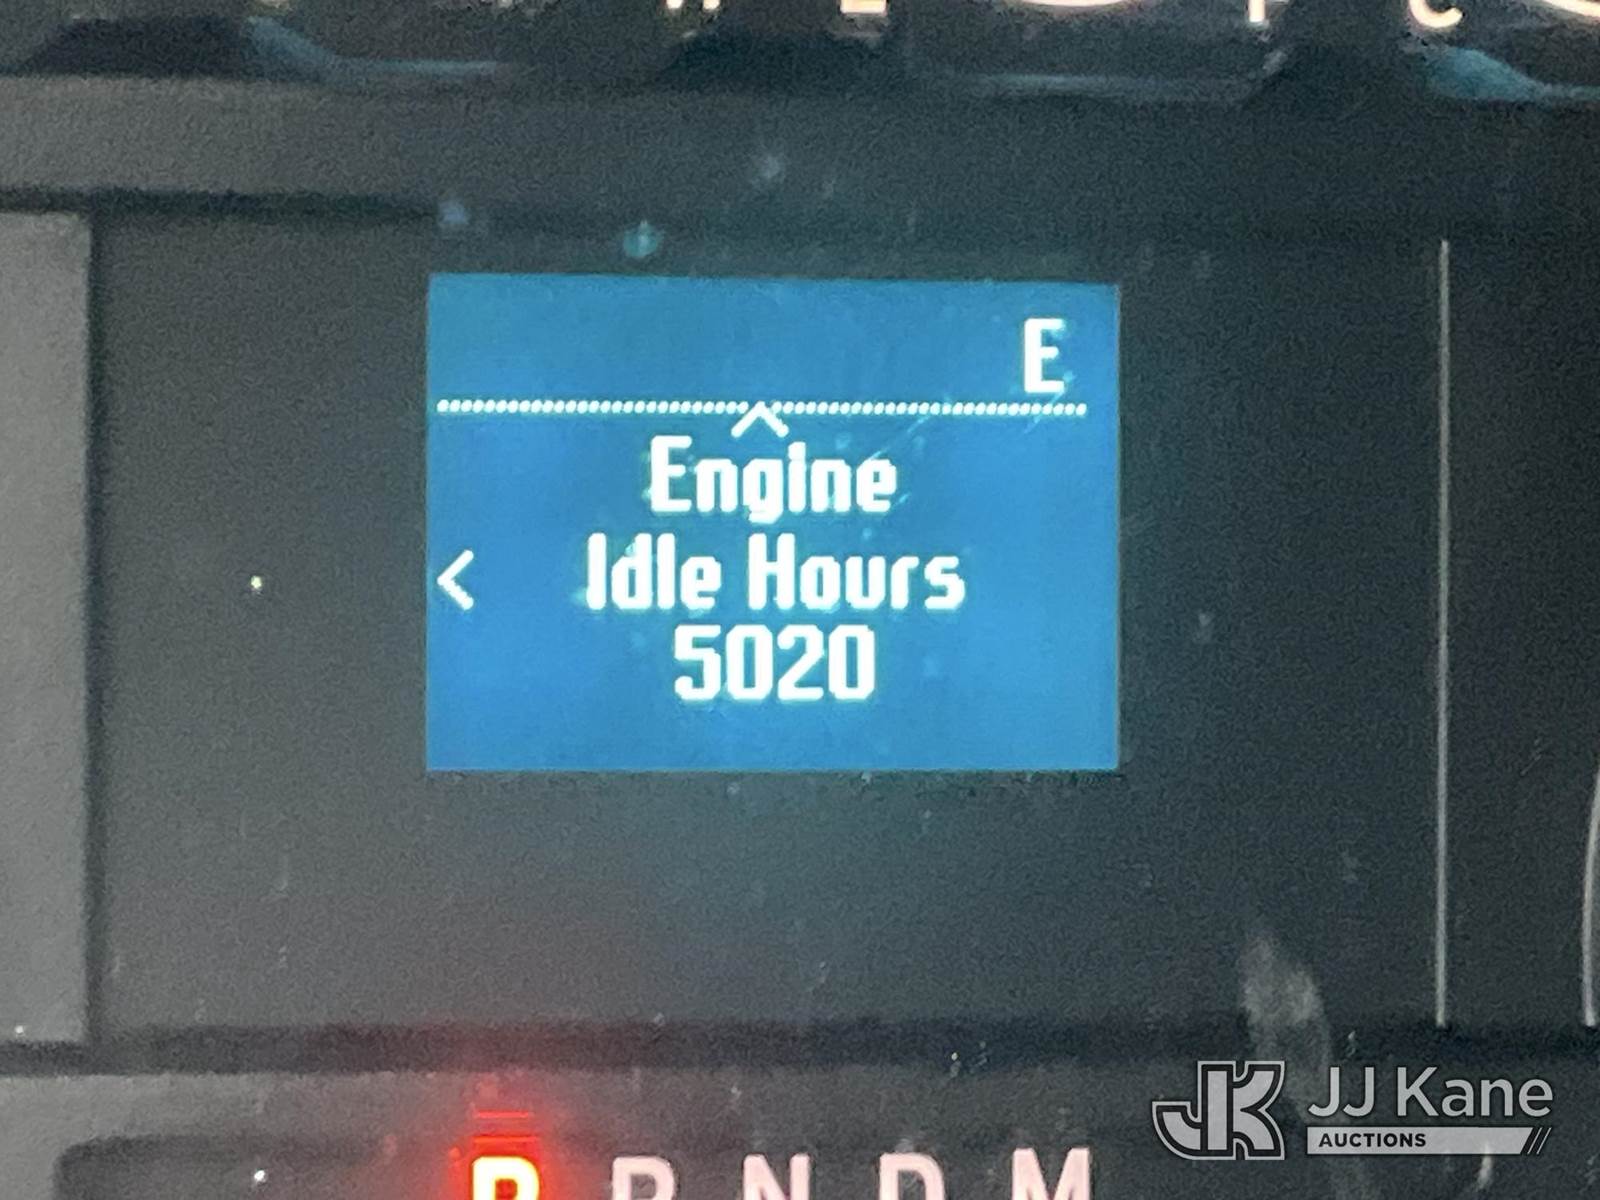 E
Engine
Idle Hours
5020
P R N D M
JJ Kane
AUCTIONS